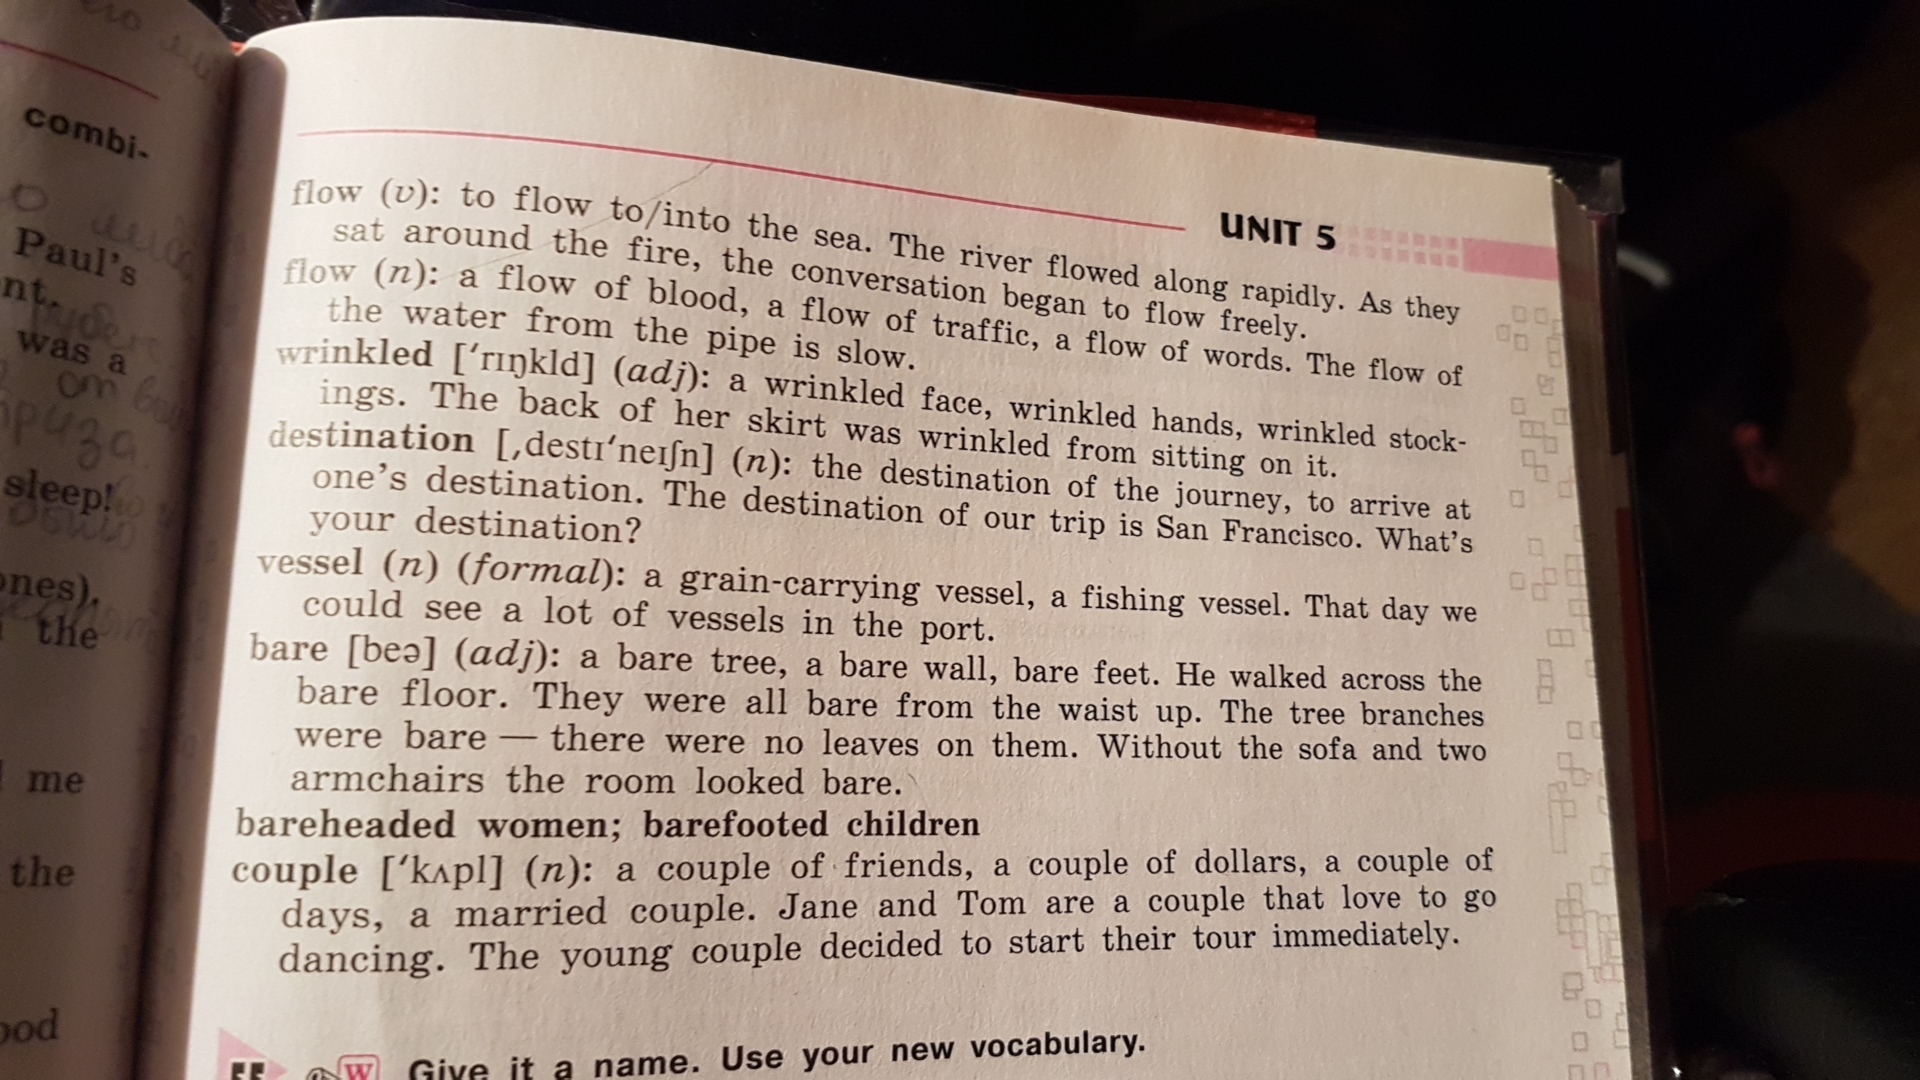 combi-
Paul's
was a
sleep!
the
me
the
UNIT 5
flow (v): to flow to/into the sea. The river flowed along rapidly. As they
sat around the fire, the conversation began to flow freely.
flow (n): a flow of blood, a flow of traffic, a flow of words. The flow of
the water from the pipe is slow.
wrinkled [ˈrɪŋkld] (adj): a wrinkled face, wrinkled hands, wrinkled stock-
ings. The back of her skirt was wrinkled from sitting on it.
destination [ˌdestɪˈneɪʃn] (n): the destination of the journey, to arrive at
one's destination. The destination of our trip is San Francisco. What's
your destination?
vessel (n) (formal): a grain-carrying vessel, a fishing vessel. That day we
could see a lot of vessels in the port.
bare [beə] (adj): a bare tree, a bare wall, bare feet. He walked across the
bare floor. They were all bare from the waist up. The tree branches
were bare — there were no leaves on them. Without the sofa and two
armchairs the room looked bare.
bareheaded women; barefooted children
couple [ˈkʌpl] (n): a couple of friends, a couple of dollars, a couple of
days, a married couple. Jane and Tom are a couple that love to go
dancing. The young couple decided to start their tour immediately.
55 W Give it a name. Use your new vocabulary.